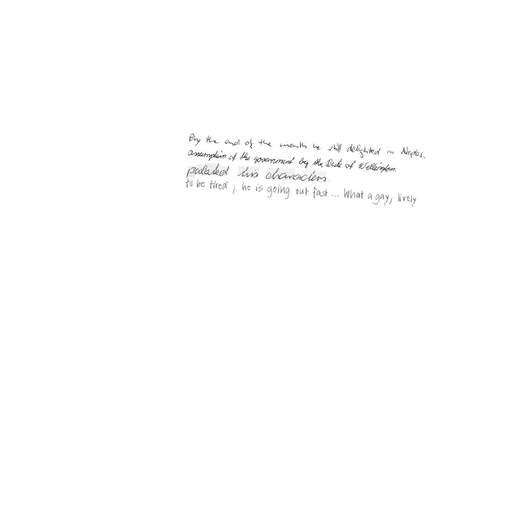 By the end of the month he still delighted in Naples.
assumption of the government by the Duke of Wellington
his characters.
to be tired ; he is going out fast ... What a gay, lively